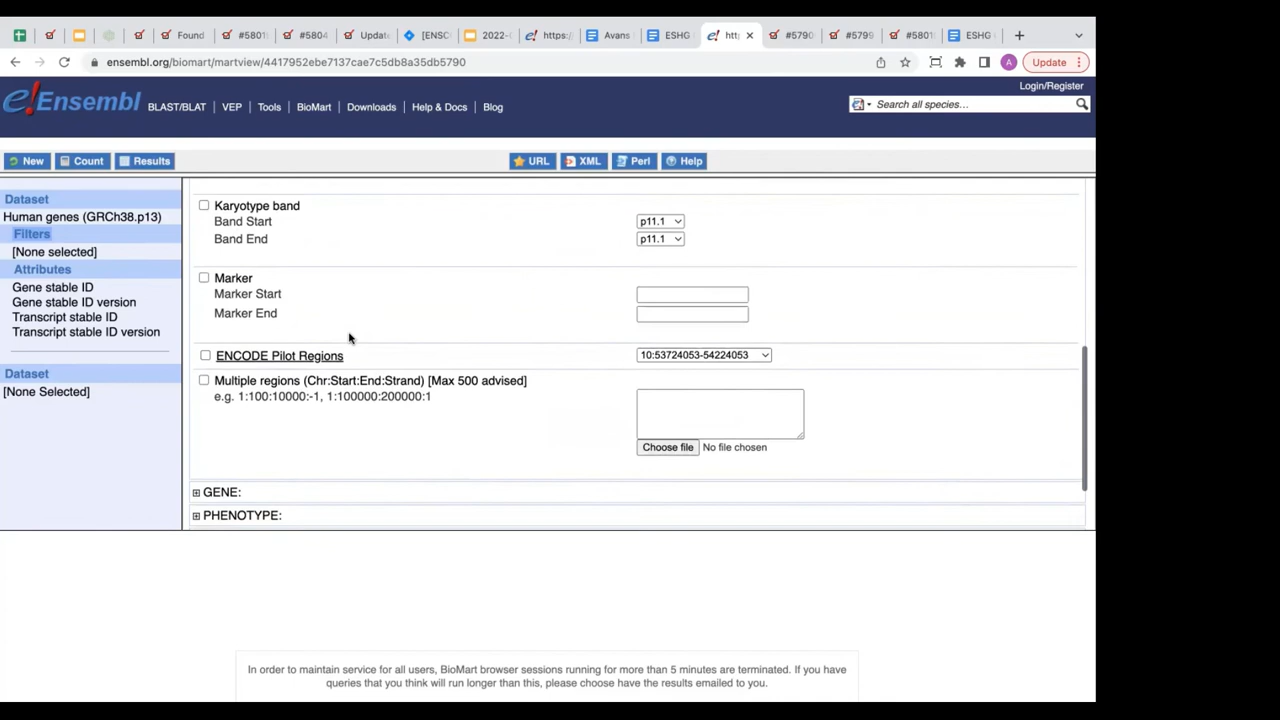 Found #5801 #5804 Update [ENSC 2022-0 https: Avans ESHG htt #5790 #5799 #5801 ESHG
ensembl.org/biomart/martview/4417952ebe7137cae7c5db8a35db5790 A Update
Login/Register
e!Ensembl BLAST/BLAT | VEP | Tools | BioMart | Downloads | Help & Docs | Blog Search all species…
New Count Results URL XML Perl Help
Dataset
Human genes (GRCh38.p13)
Filters
[None selected]
Attributes
Gene stable ID
Gene stable ID version
Transcript stable ID
Transcript stable ID version
Dataset
[None Selected]
Karyotype band
Band Start p11.1
Band End p11.1
Marker
Marker Start
Marker End
ENCODE Pilot Regions 10:53724053-54224053
Multiple regions (Chr:Start:End:Strand) [Max 500 advised]
e.g. 1:100:10000:-1, 1:100000:200000:1
Choose file No file chosen
GENE:
PHENOTYPE:
In order to maintain service for all users, BioMart browser sessions running for more than 5 minutes are terminated. If you have
queries that you think will run longer than this, please choose have the results emailed to you.